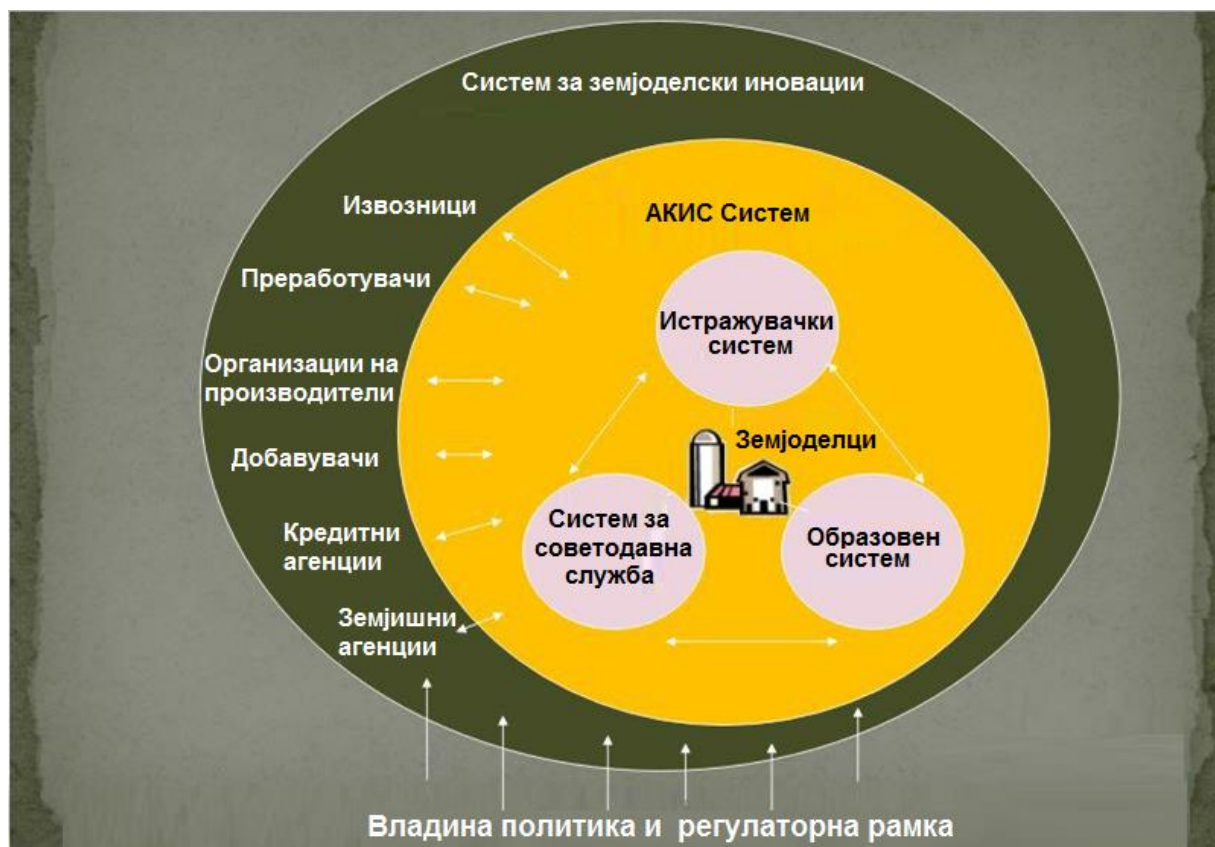 Систем за земјоделски иновации
Извозници
АКИС Систем
Преработувачи
Истражувачки
систем
Организации на
производители
Земјоделци
Добавувачи
Систем за
советодавна
служба
Образовен
систем
Кредитни
агенции
Земјишни
агенции
Владина политика и регулаторна рамка